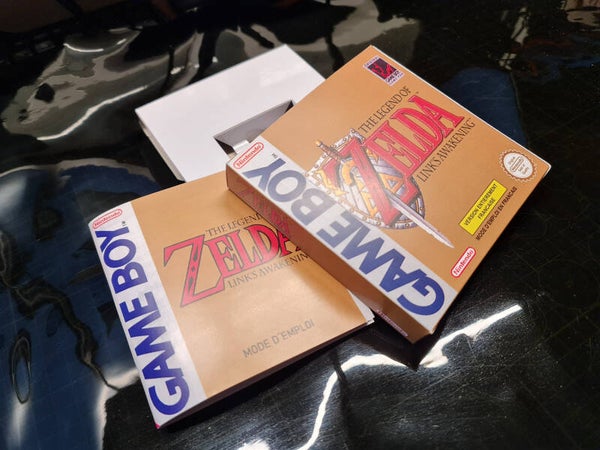 Nintendo
GAME BOY
THE LEGEND OF
ZELDA
LINK'S AWAKENING
VERSION ENTIEREMENT
FRANCAISE
MODE D'EMPLOI EN FRANCAIS
Nintendo
Nintendo
GAME BOY
THE LEGEND
ZELDA
LINK'S AWAKENING
MODE D'EMPLOI